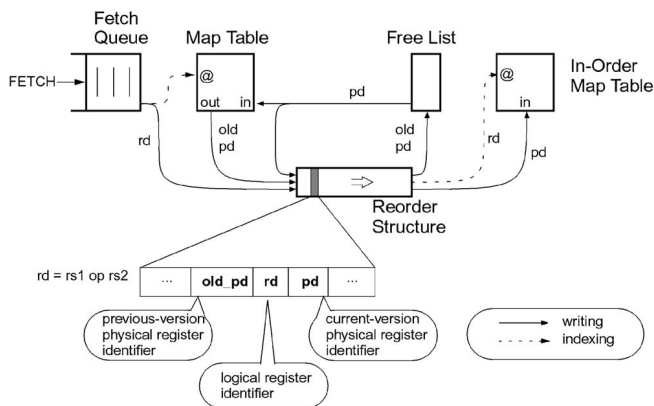 Fetch
Queue
Map Table
Free List
In-Order
Map Table
FETCH
@
out in
pd
@
in
rd
old
pd
old
pd
rd
pd
Reorder
Structure
rd = rs1 op rs2
... old_pd rd pd ...
previous-version
physical register
identifier
current-version
physical register
identifier
logical register
identifier
writing
indexing